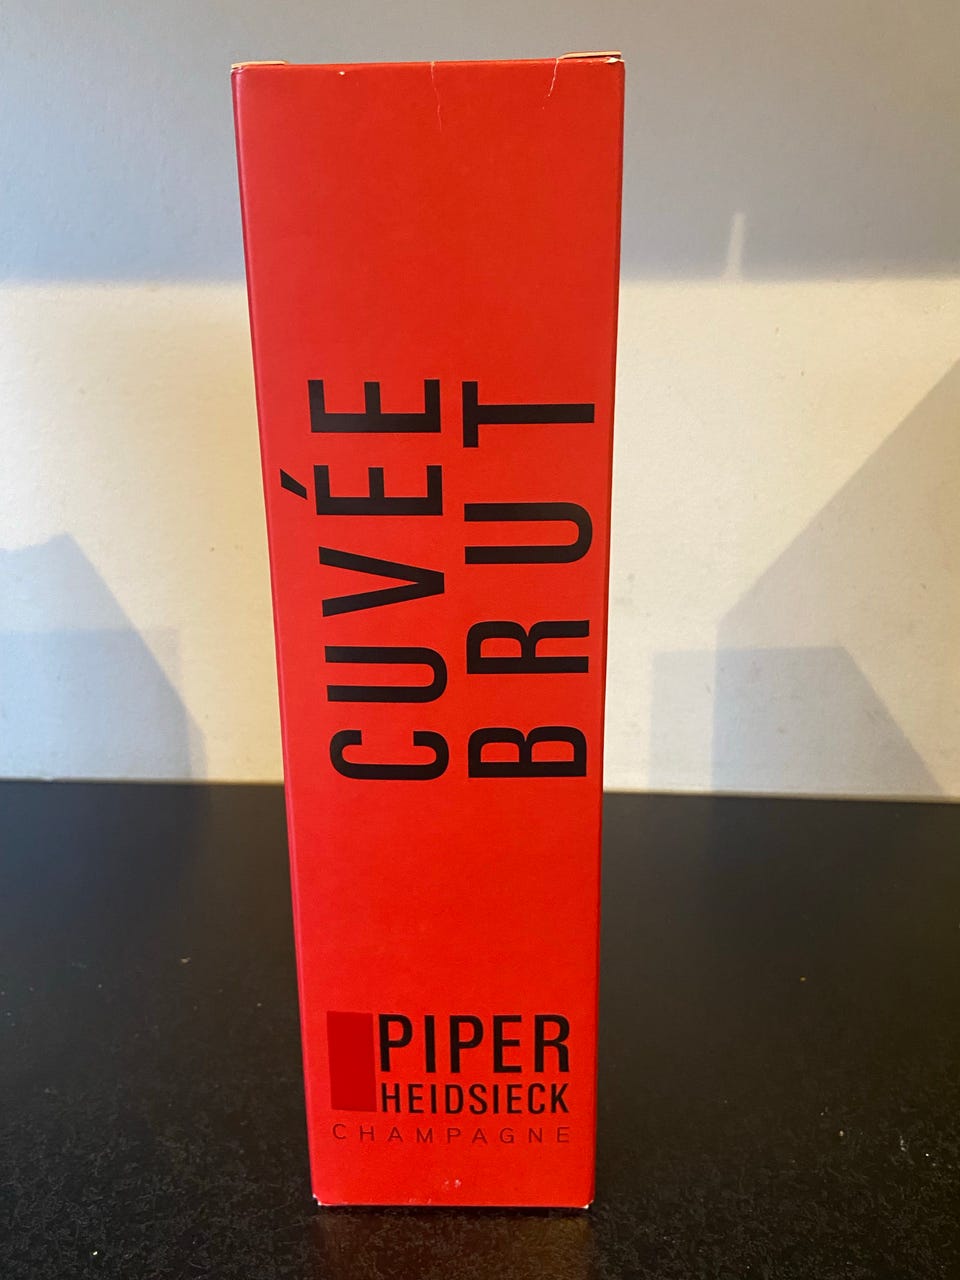 CUVÉE
BRUT
PIPER
HEIDSIECK
CHAMPAGNE